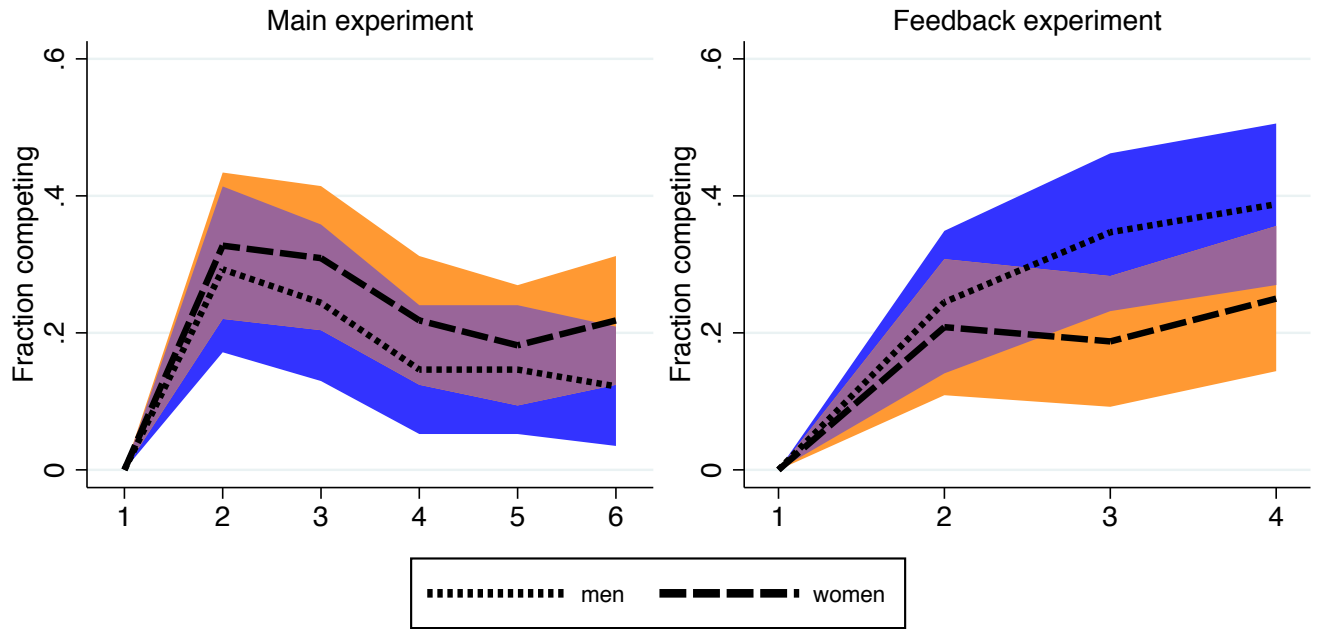 Main experiment
Fraction competing
.6
.4
.2
0
1 2 3 4 5 6
Feedback experiment
Fraction competing
.6
.4
.2
0
1 2 3 4
men women